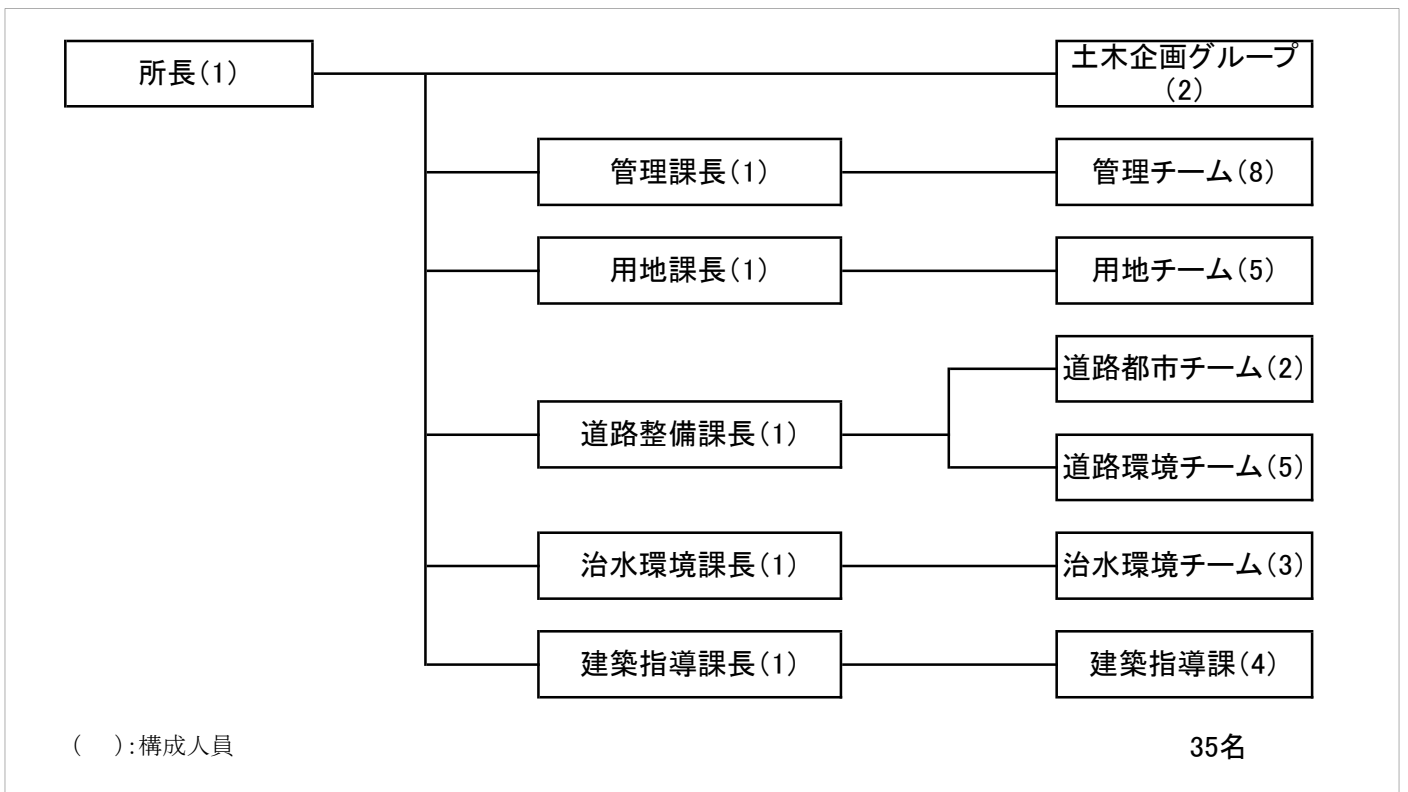 所長(1)
土木企画グループ
(2)
管理課長(1)
管理チーム(8)
用地課長(1)
用地チーム(5)
道路都市チーム(2)
道路整備課長(1)
道路環境チーム(5)
治水環境課長(1)
治水環境チーム(3)
建築指導課長(1)
建築指導課(4)
(　):構成人員
35名